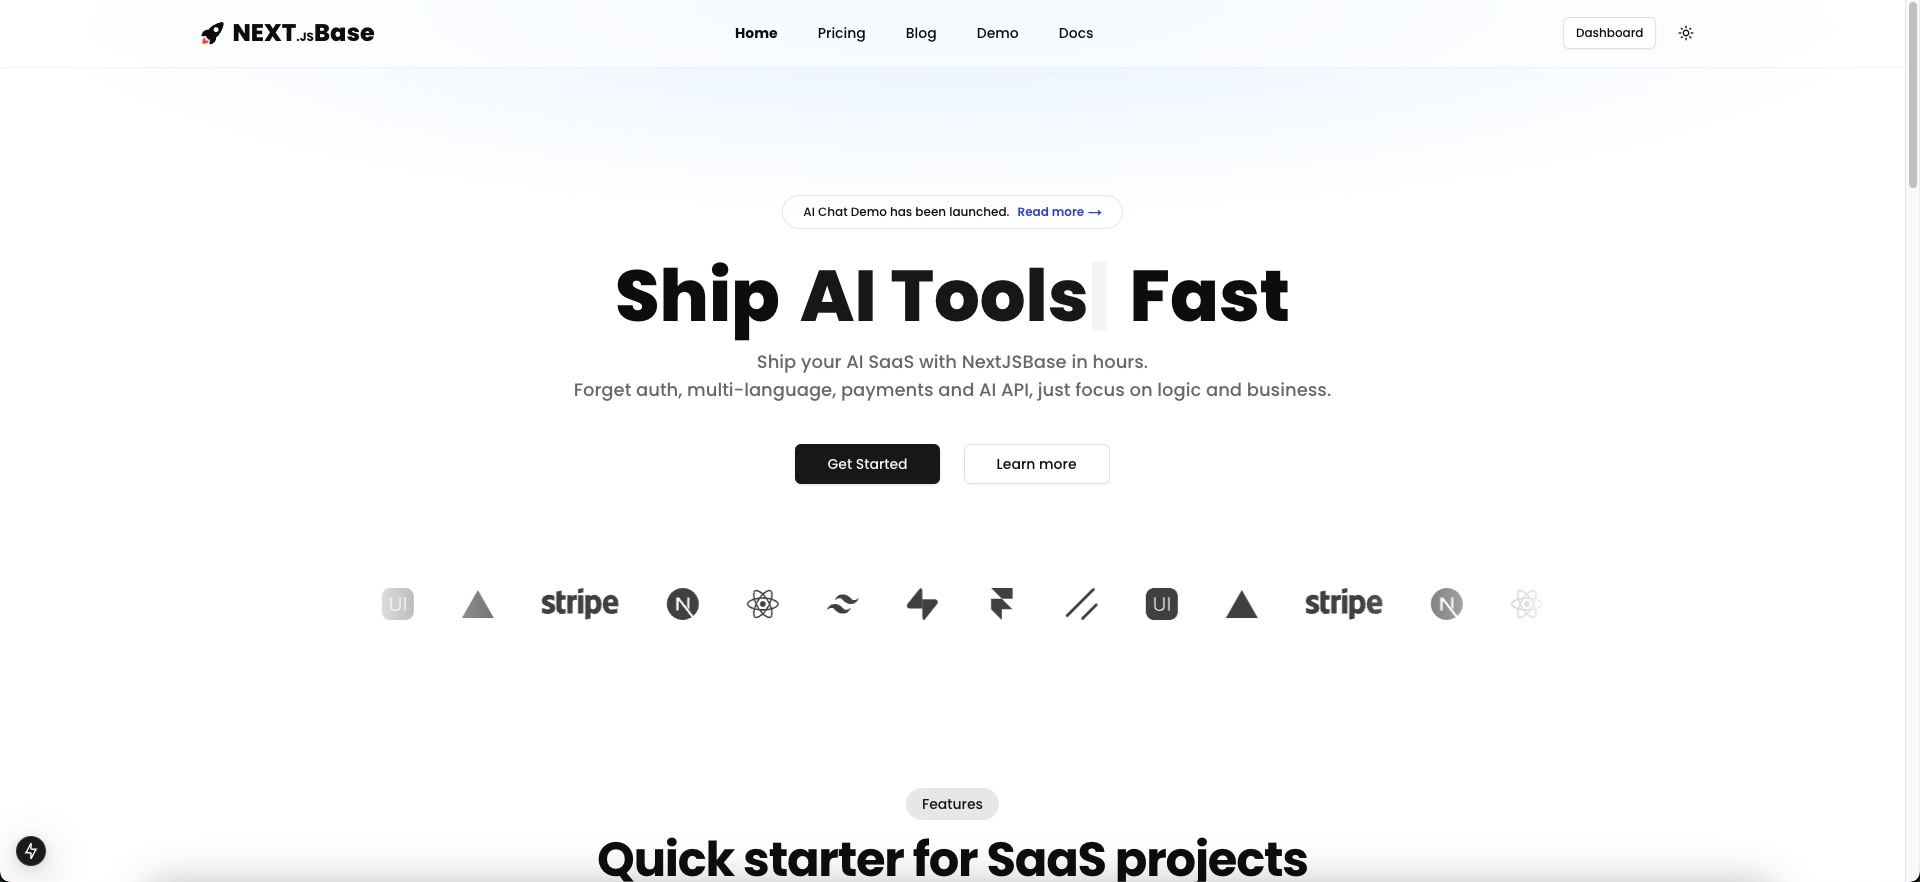 NEXT.JSBase
Home
Pricing
Blog
Demo
Docs
Dashboard
AI Chat Demo has been launched. Read more →
Ship AI Tools Fast
Ship your AI SaaS with NextJSBase in hours.
Forget auth, multi-language, payments and AI API, just focus on logic and business.
Get Started
Learn more
UI
stripe
N
UI
stripe
N
Features
Quick starter for SaaS projects